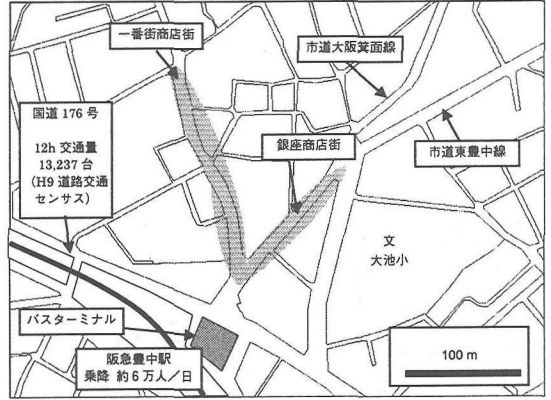 一番街商店街
市道大阪箕面線
国道 176 号
12h 交通量
13,237 台
（H9 道路交通
センサス）
銀座商店街
市道東豊中線
文
大池小
バスターミナル
阪急豊中駅
乗降 約６万人／日
100 m